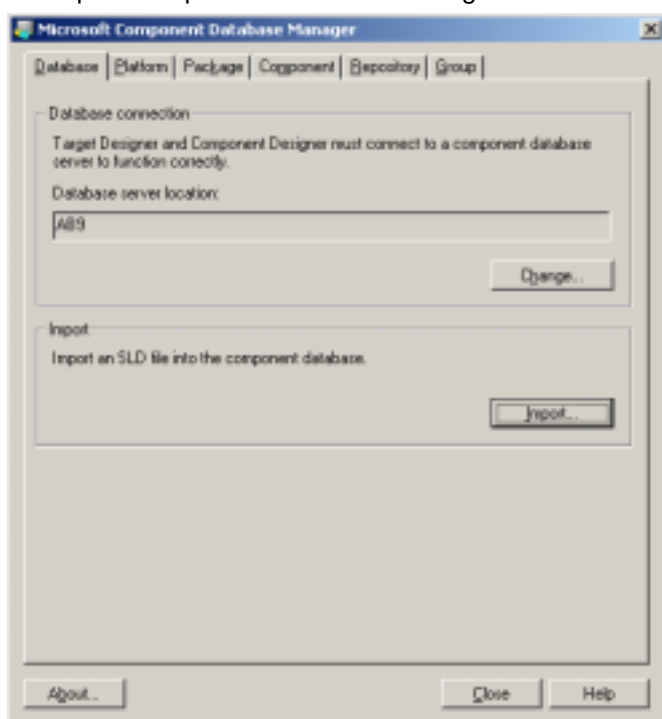 Microsoft Component Database Manager
Database Platform Package Component Repository Group
Database connection
Target Designer and Component Designer must connect to a component database
server to function correctly.
Database server location:
AB9
Change...
Import
Import an SLD file into the component database.
Import...
About... Close Help